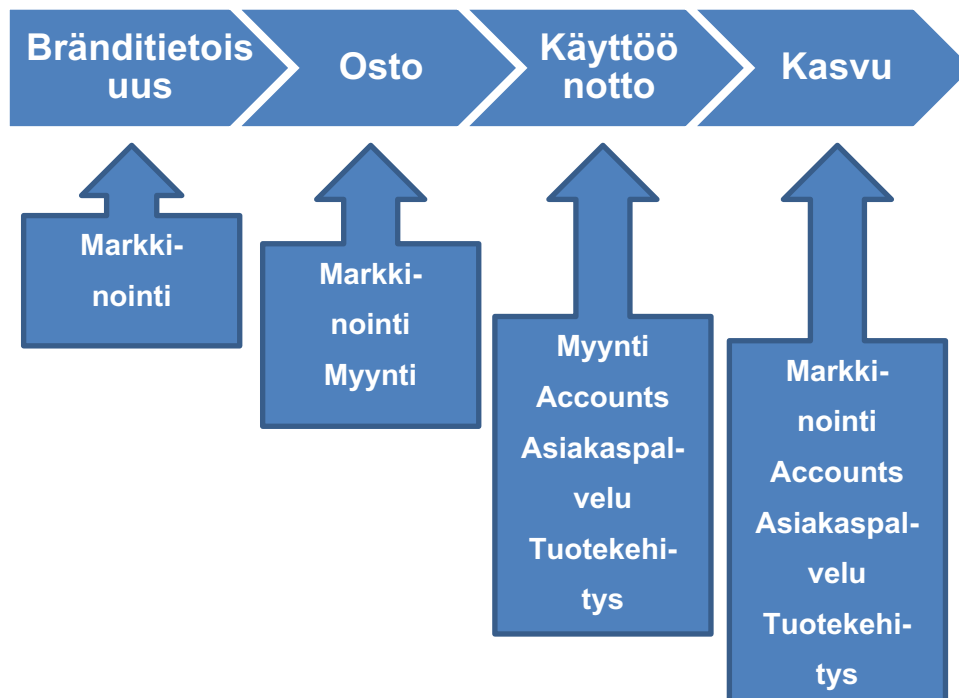 Bränditietois
uus
Osto
Käyttöö
notto
Kasvu
Markki-
nointi
Markki-
nointi
Myynti
Myynti
Accounts
Asiakaspal-
velu
Tuotekehi-
tys
Markki-
nointi
Accounts
Asiakaspal-
velu
Tuotekehi-
tys